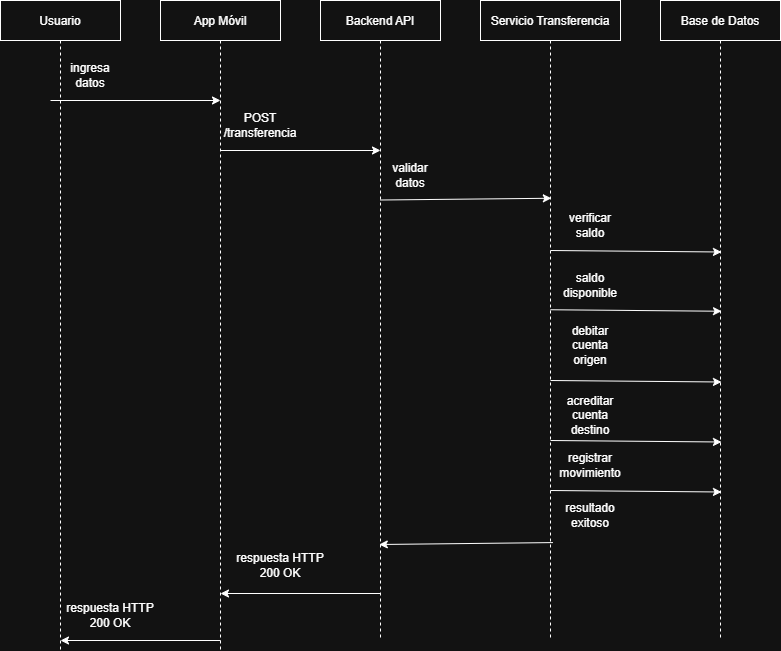 Usuario
App Móvil
Backend API
Servicio Transferencia
Base de Datos
ingresa
datos
POST
/transferencia
validar
datos
verificar
saldo
saldo
disponible
debitar
cuenta
origen
acreditar
cuenta
destino
registrar
movimiento
resultado
exitoso
respuesta HTTP
200 OK
respuesta HTTP
200 OK